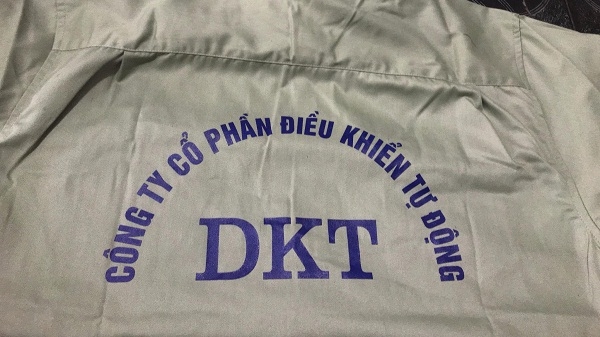 CÔNG TY CỔ PHẦN ĐIỀU KHIỂN TỰ ĐỘNG
DKT